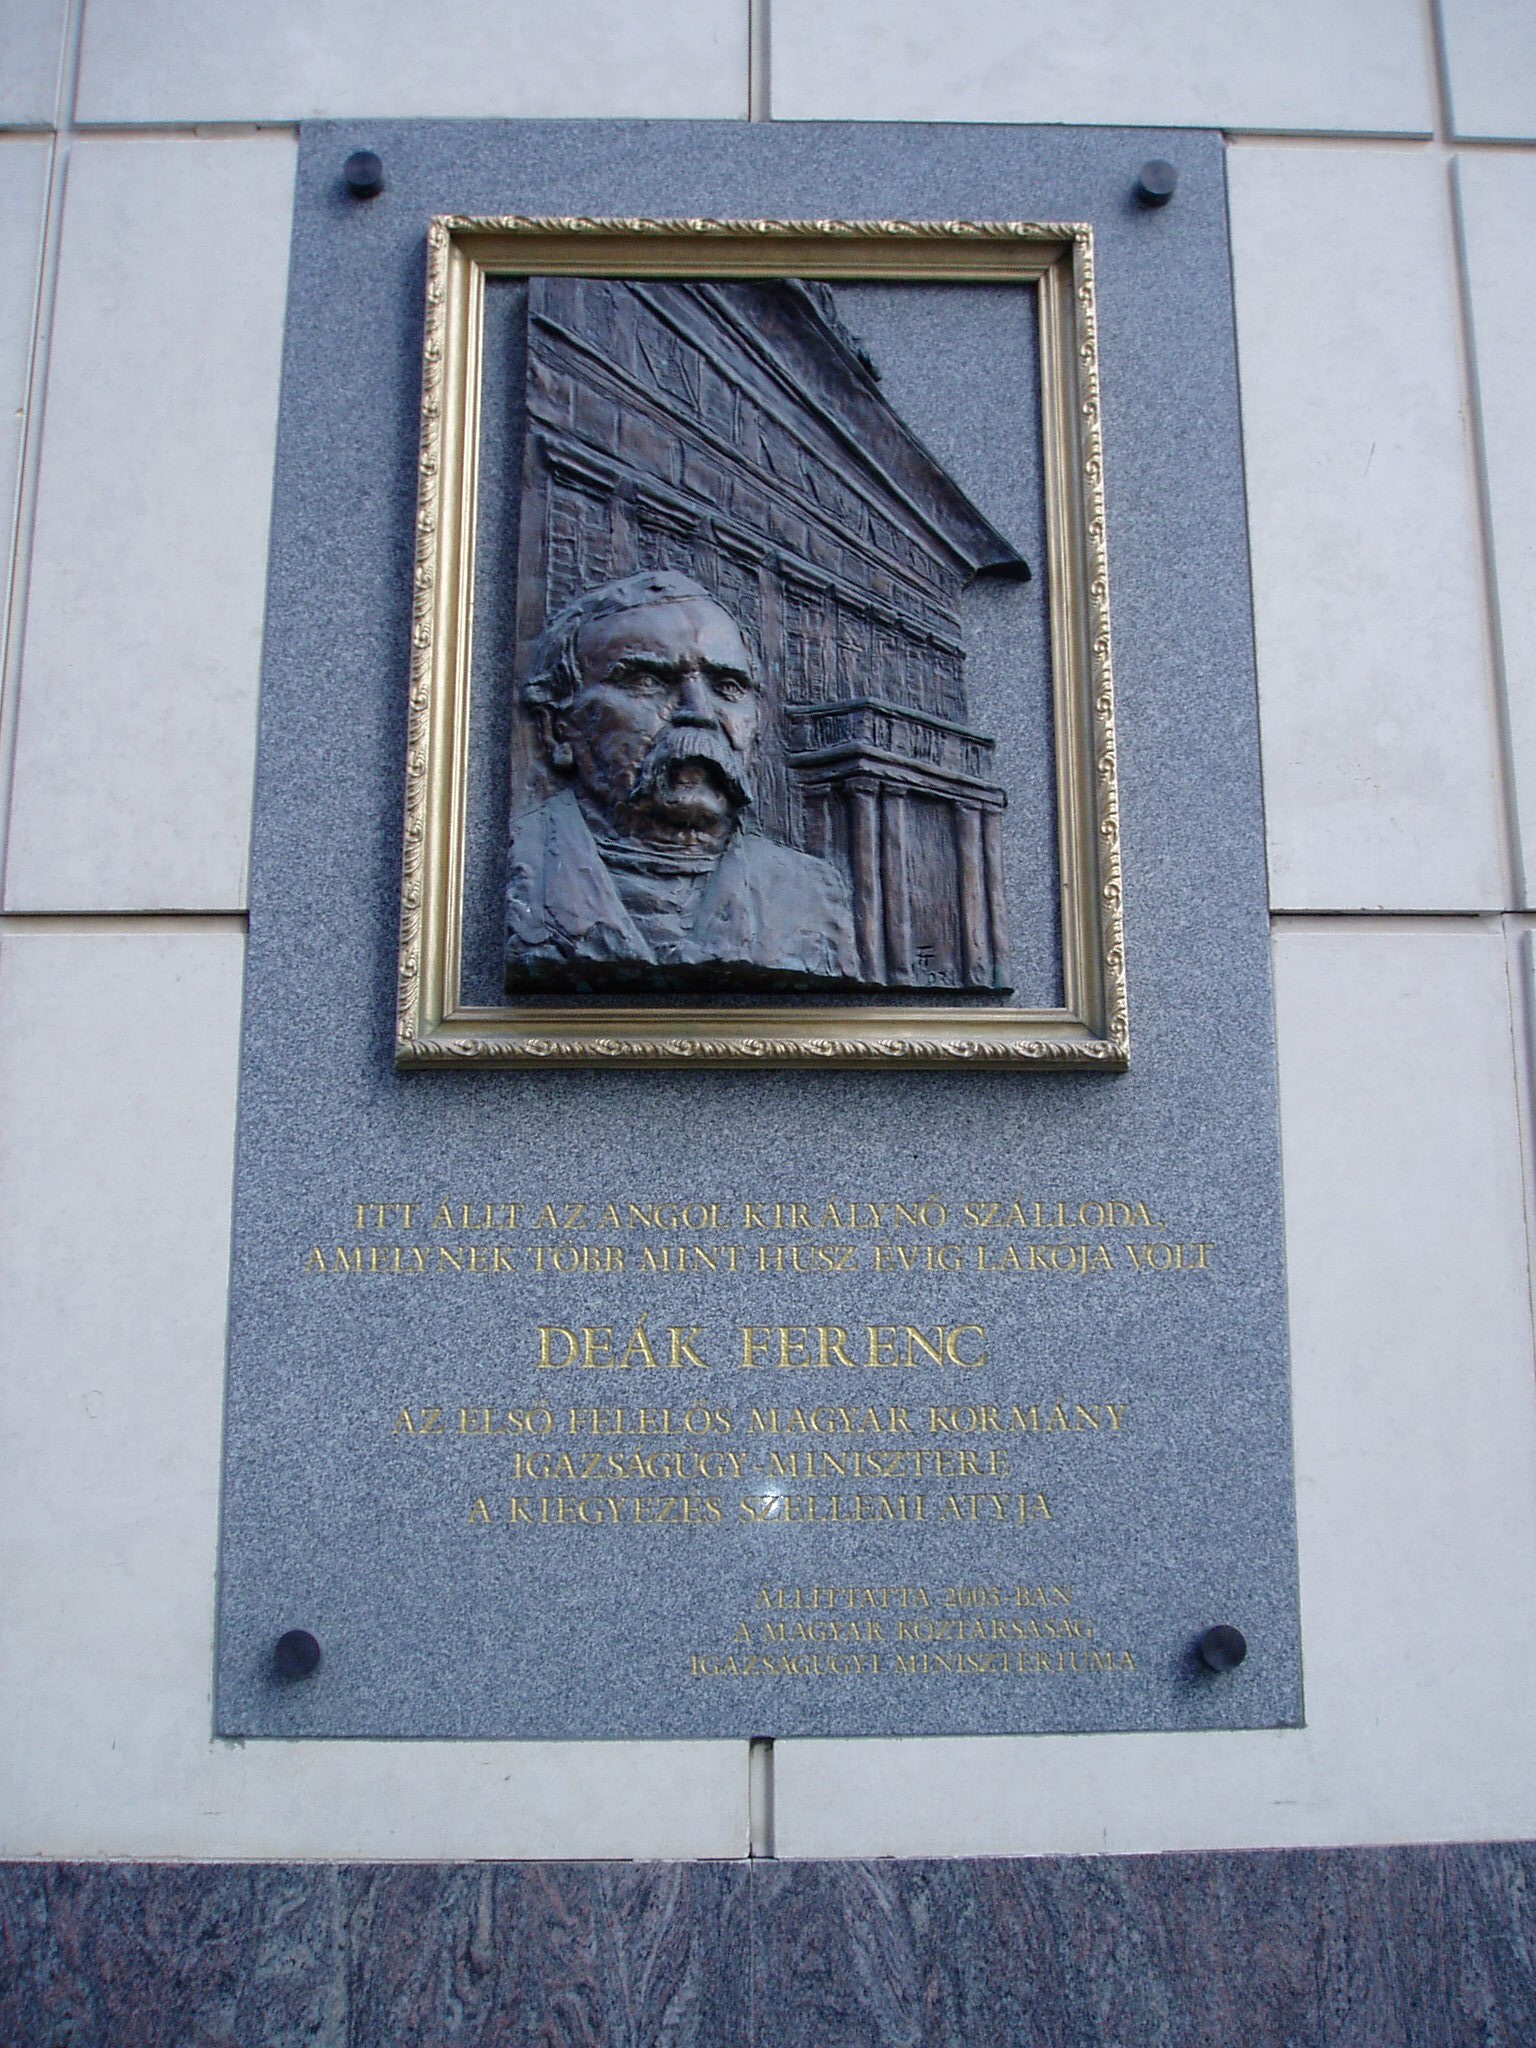 ITT ÁLLT AZ ANGOL KIRÁLYNŐ SZÁLLODA,
AMELYNEK TÖBB MINT HÚSZ ÉVIG LAKÓJA VOLT
DEÁK FERENC
AZ ELSŐ FELELŐS MAGYAR KORMÁNY
IGAZSÁGÜGY-MINISZTERE
A KIEGYEZÉS SZELLEMI ATYJA
ÁLLÍTTATTA 2003-BAN
A MAGYAR KÖZTÁRSASÁG
IGAZSÁGÜGYI MINISZTÉRIUMA